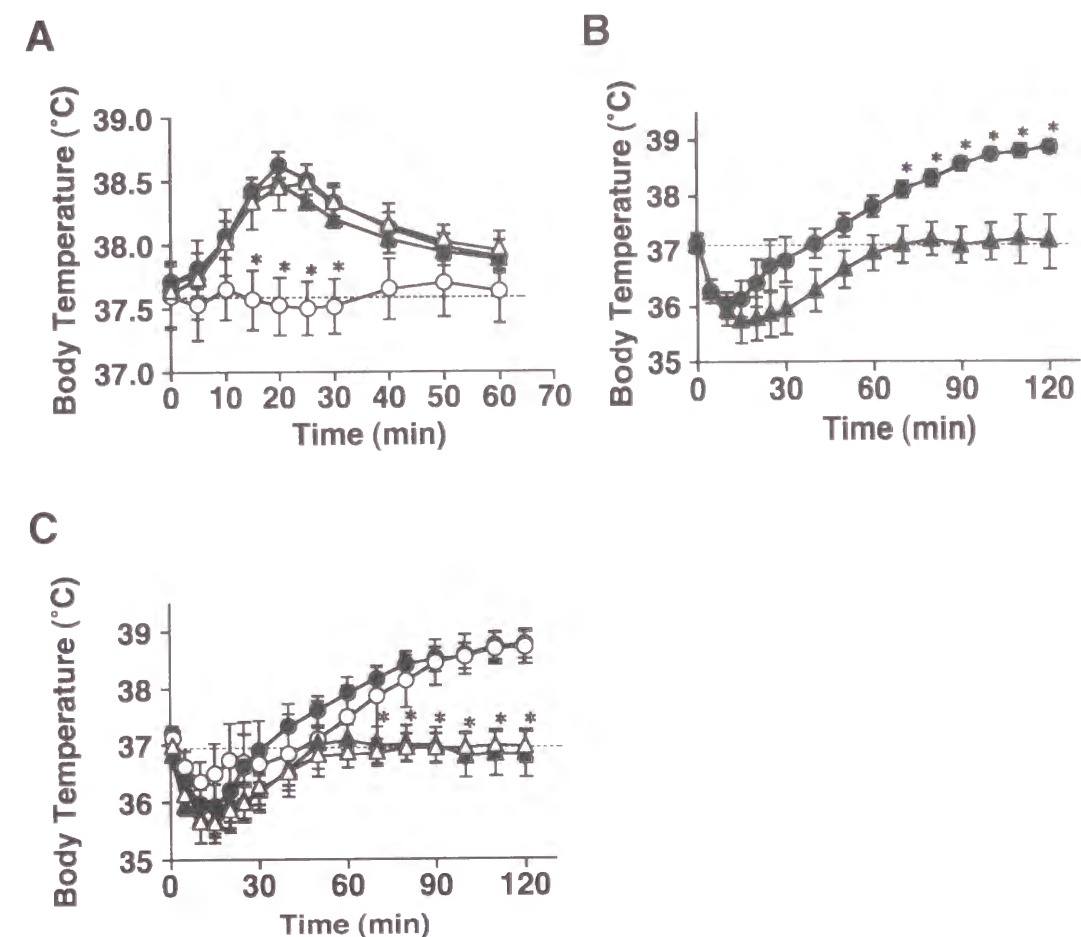 A
Body Temperature (°C)
39.0
38.5
38.0
37.5
37.0
* * * *
0 10 20 30 40 50 60 70
Time (min)
B
Body Temperature (°C)
39
38
37
36
35
* * * * * *
0 30 60 90 120
Time (min)
C
Body Temperature (°C)
39
38
37
36
35
* * * * * *
0 30 60 90 120
Time (min)